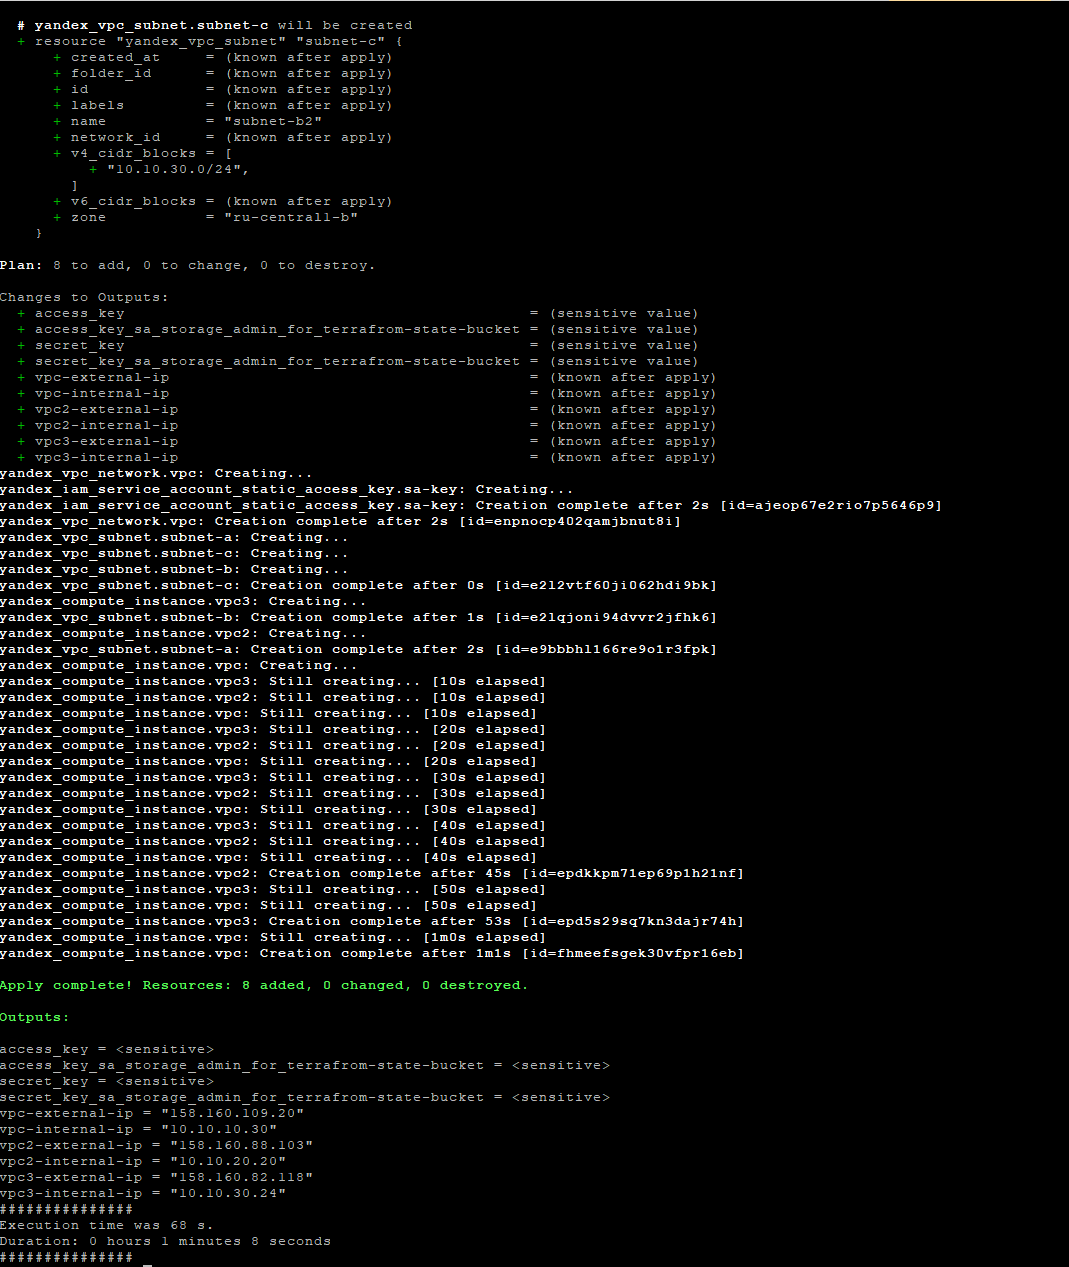 # yandex_vpc_subnet.subnet-c will be created
+ resource "yandex_vpc_subnet" "subnet-c" {
+ created_at = (known after apply)
+ folder_id = (known after apply)
+ id = (known after apply)
+ labels = (known after apply)
+ name = "subnet-b2"
+ network_id = (known after apply)
+ v4_cidr_blocks = [
+ "10.10.30.0/24",
]
+ v6_cidr_blocks = (known after apply)
+ zone = "ru-central1-b"
}
Plan: 8 to add, 0 to change, 0 to destroy.
Changes to Outputs:
+ access_key = (sensitive value)
+ access_key_sa_storage_admin_for_terrafrom-state-bucket = (sensitive value)
+ secret_key = (sensitive value)
+ secret_key_sa_storage_admin_for_terrafrom-state-bucket = (sensitive value)
+ vpc-external-ip = (known after apply)
+ vpc-internal-ip = (known after apply)
+ vpc2-external-ip = (known after apply)
+ vpc2-internal-ip = (known after apply)
+ vpc3-external-ip = (known after apply)
+ vpc3-internal-ip = (known after apply)
yandex_vpc_network.vpc: Creating...
yandex_iam_service_account_static_access_key.sa-key: Creating...
yandex_iam_service_account_static_access_key.sa-key: Creation complete after 2s [id=ajeop67e2rio7p5646p9]
yandex_vpc_network.vpc: Creation complete after 2s [id=enpnocp402qamjbnut8i]
yandex_vpc_subnet.subnet-a: Creating...
yandex_vpc_subnet.subnet-c: Creating...
yandex_vpc_subnet.subnet-b: Creating...
yandex_vpc_subnet.subnet-c: Creation complete after 0s [id=e2l2vtf60ji062hdi9bk]
yandex_compute_instance.vpc3: Creating...
yandex_vpc_subnet.subnet-b: Creation complete after 1s [id=e2lqjoni94dvvr2jfhk6]
yandex_compute_instance.vpc2: Creating...
yandex_vpc_subnet.subnet-a: Creation complete after 2s [id=e9bbbhl166re9o1r3fpk]
yandex_compute_instance.vpc: Creating...
yandex_compute_instance.vpc3: Still creating... [10s elapsed]
yandex_compute_instance.vpc2: Still creating... [10s elapsed]
yandex_compute_instance.vpc: Still creating... [10s elapsed]
yandex_compute_instance.vpc3: Still creating... [20s elapsed]
yandex_compute_instance.vpc2: Still creating... [20s elapsed]
yandex_compute_instance.vpc: Still creating... [20s elapsed]
yandex_compute_instance.vpc3: Still creating... [30s elapsed]
yandex_compute_instance.vpc2: Still creating... [30s elapsed]
yandex_compute_instance.vpc: Still creating... [30s elapsed]
yandex_compute_instance.vpc3: Still creating... [40s elapsed]
yandex_compute_instance.vpc2: Still creating... [40s elapsed]
yandex_compute_instance.vpc: Still creating... [40s elapsed]
yandex_compute_instance.vpc2: Creation complete after 45s [id=epdkkpm71ep69p1h21nf]
yandex_compute_instance.vpc3: Still creating... [50s elapsed]
yandex_compute_instance.vpc: Still creating... [50s elapsed]
yandex_compute_instance.vpc3: Creation complete after 53s [id=epd5s29sq7kn3dajr74h]
yandex_compute_instance.vpc: Still creating... [1m0s elapsed]
yandex_compute_instance.vpc: Creation complete after 1m1s [id=fhmeefsgek30vfpr16eb]
Apply complete! Resources: 8 added, 0 changed, 0 destroyed.
Outputs:
access_key = <sensitive>
access_key_sa_storage_admin_for_terrafrom-state-bucket = <sensitive>
secret_key = <sensitive>
secret_key_sa_storage_admin_for_terrafrom-state-bucket = <sensitive>
vpc-external-ip = "158.160.109.20"
vpc-internal-ip = "10.10.10.30"
vpc2-external-ip = "158.160.88.103"
vpc2-internal-ip = "10.10.20.20"
vpc3-external-ip = "158.160.82.118"
vpc3-internal-ip = "10.10.30.24"
###############
Execution time was 68 s.
Duration: 0 hours 1 minutes 8 seconds
###############